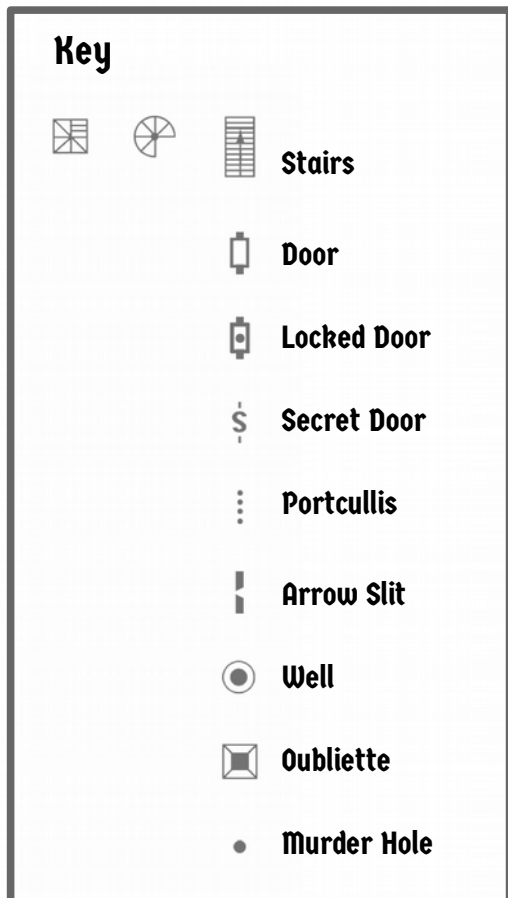 Key
Stairs
Door
Locked Door
S
Secret Door
Portcullis
Arrow Slit
Well
Oubliette
Murder Hole